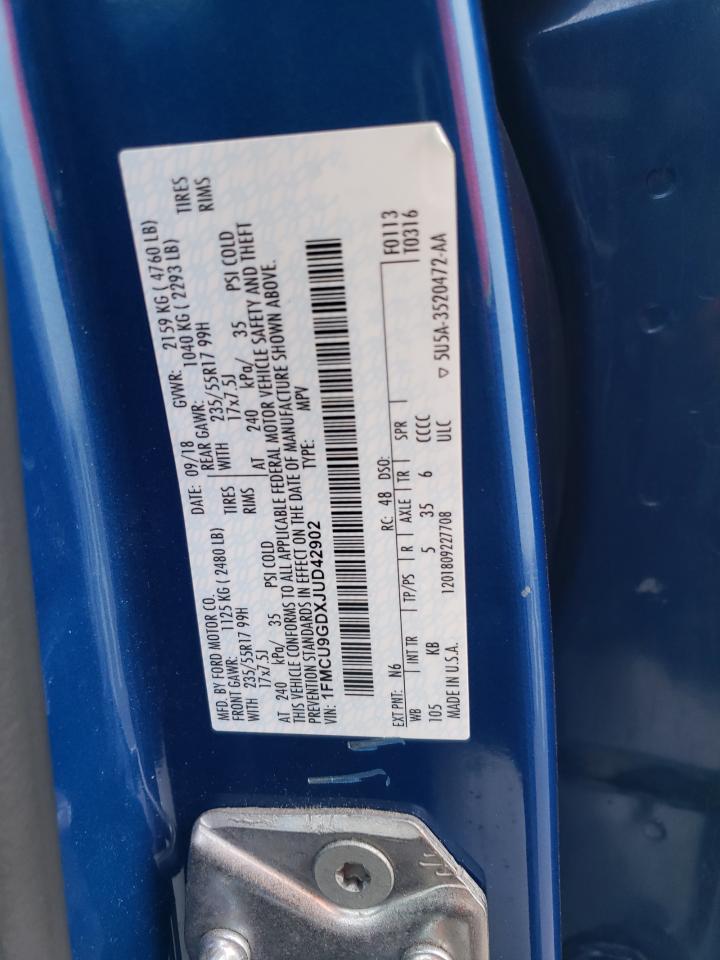 MFD. BY FORD MOTOR CO. DATE: 09/18 GVWR: 2159 KG ( 4760 LB)
FRONT GAWR: 1125 KG ( 2480 LB) REAR GAWR: 1040 KG ( 2293 LB)
WITH 235/55R17 99H TIRES WITH 235/55R17 99H TIRES
17x7.5J RIMS 17x7.5J RIMS
AT 240 kPa/ 35 PSI COLD AT 240 kPa/ 35 PSI COLD
THIS VEHICLE CONFORMS TO ALL APPLICABLE FEDERAL MOTOR VEHICLE SAFETY AND THEFT
PREVENTION STANDARDS IN EFFECT ON THE DATE OF MANUFACTURE SHOWN ABOVE.
VIN: 1FMCU9GDXJUD42902 TYPE: MPV
F0113
EXT PNT: N6 RC: 48 DSO: T0316
WB INT TR TP/PS R AXLE TR SPR
105 KB 5 35 6 CCCC
MADE IN U.S.A. 1201809227708 ULC ▽ 5U5A-3520472-AA